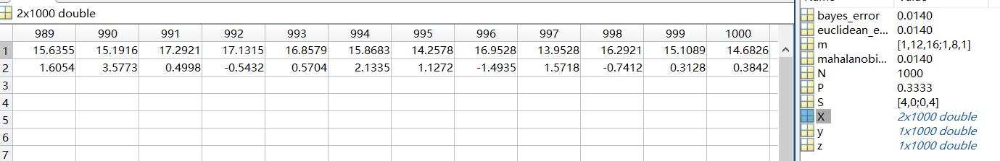 2x1000 double
989 990 991 992 993 994 995 996 997 998 999 1000
1 15.6355 15.1916 17.2921 17.1315 16.8579 15.8683 14.2578 16.9528 13.9528 16.2921 15.1089 14.6826
2 1.6054 3.5773 0.4998 -0.5432 0.5704 2.1335 1.1272 -1.4935 1.5718 -0.7412 0.3128 0.3842
3
4
5
6
7
bayes_error 0.0140
euclidean_e... 0.0140
m [1,12,16;1,8,1]
mahalanobi... 0.0140
N 1000
P 0.3333
S [4,0;0,4]
X 2x1000 double
y 1x1000 double
z 1x1000 double